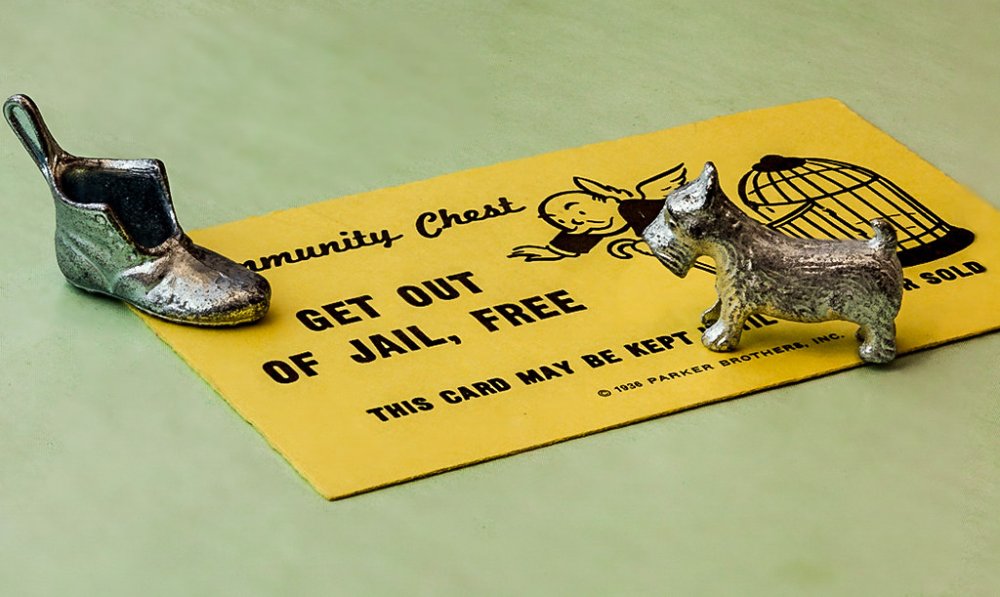 mmunity Chest
GET OUT
OF JAIL, FREE
THIS CARD MAY BE KEPT SOLD
© 1936 PARKER BROTHERS, INC.